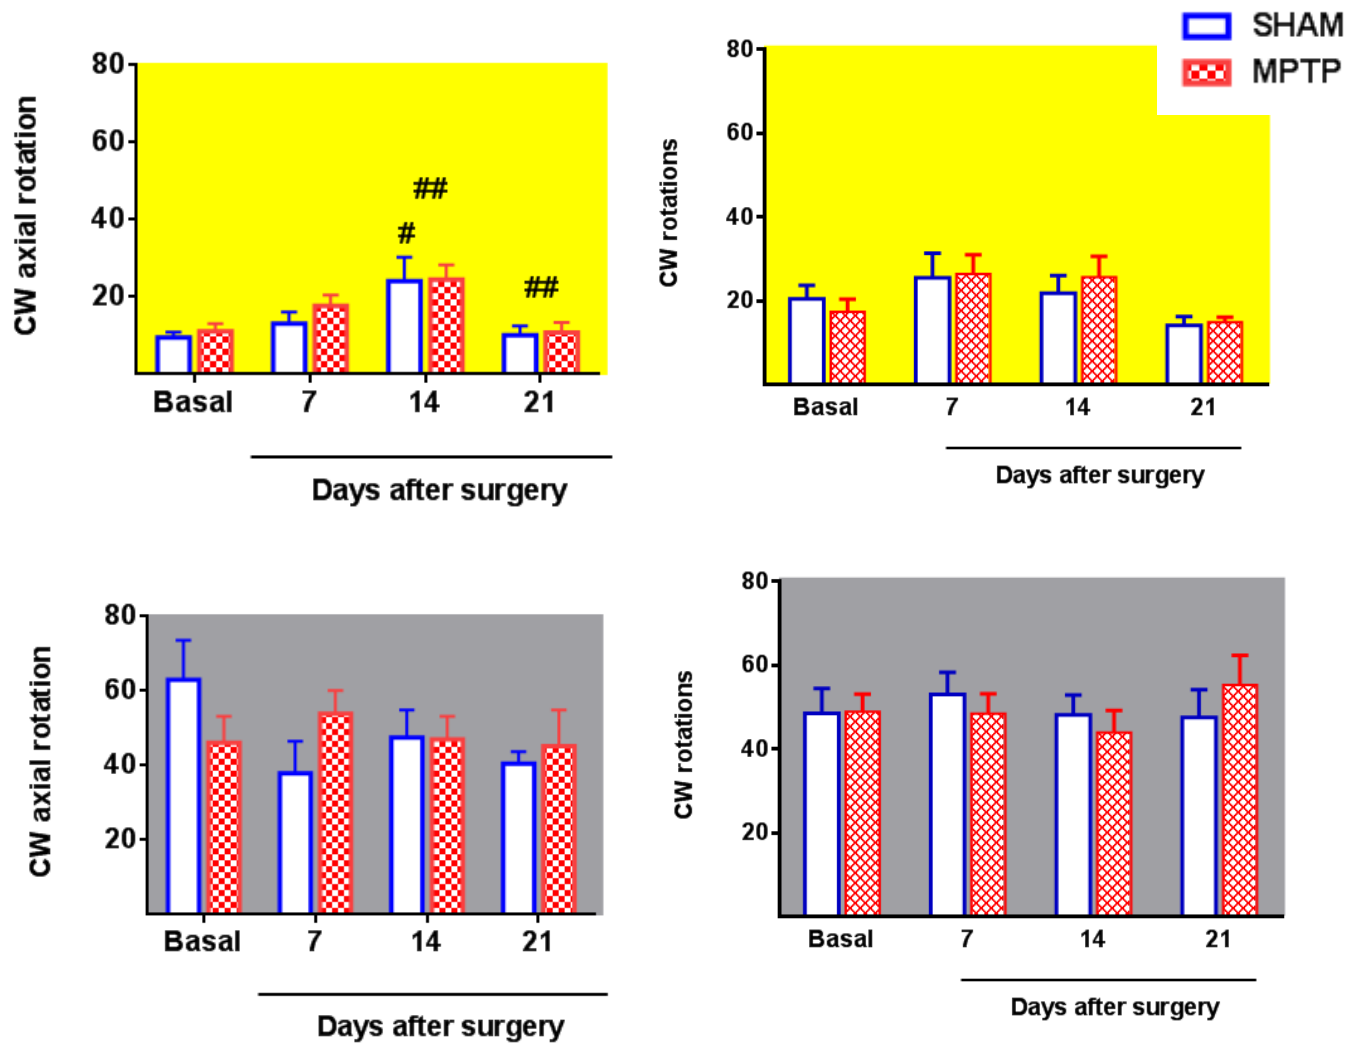 SHAM
MPTP
CW axial rotation
80
60
40
20
##
#
##
Basal 7 14 21
Days after surgery
CW rotations
80
60
40
20
Basal 7 14 21
Days after surgery
CW axial rotation
80
60
40
20
Basal 7 14 21
Days after surgery
CW rotations
80
60
40
20
Basal 7 14 21
Days after surgery